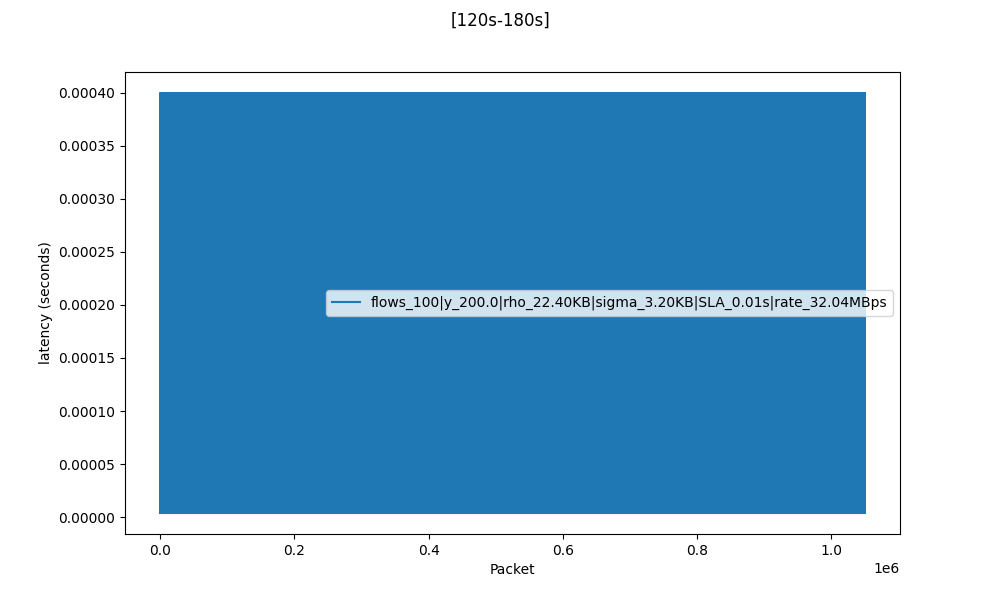 [120s-180s]
0.00040
0.00035
0.00030
0.00025
0.00020
0.00015
0.00010
0.00005
0.00000
latency (seconds)
flows_100|y_200.0|rho_22.40KB|sigma_3.20KB|SLA_0.01s|rate_32.04MBps
0.0 0.2 0.4 0.6 0.8 1.0
1e6
Packet